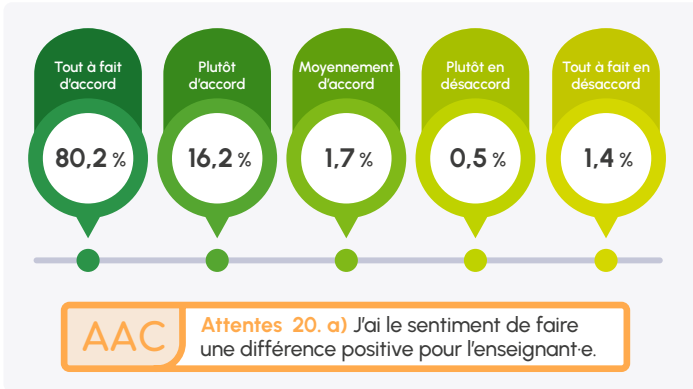 Tout à fait
d'accord
Plutôt
d'accord
Moyennement
d'accord
Plutôt en
désaccord
Tout à fait en
désaccord
80,2 %
16,2 %
1,7 %
0,5 %
1,4 %
AAC
Attentes 20. a) J'ai le sentiment de faire
une différence positive pour l'enseignant·e.